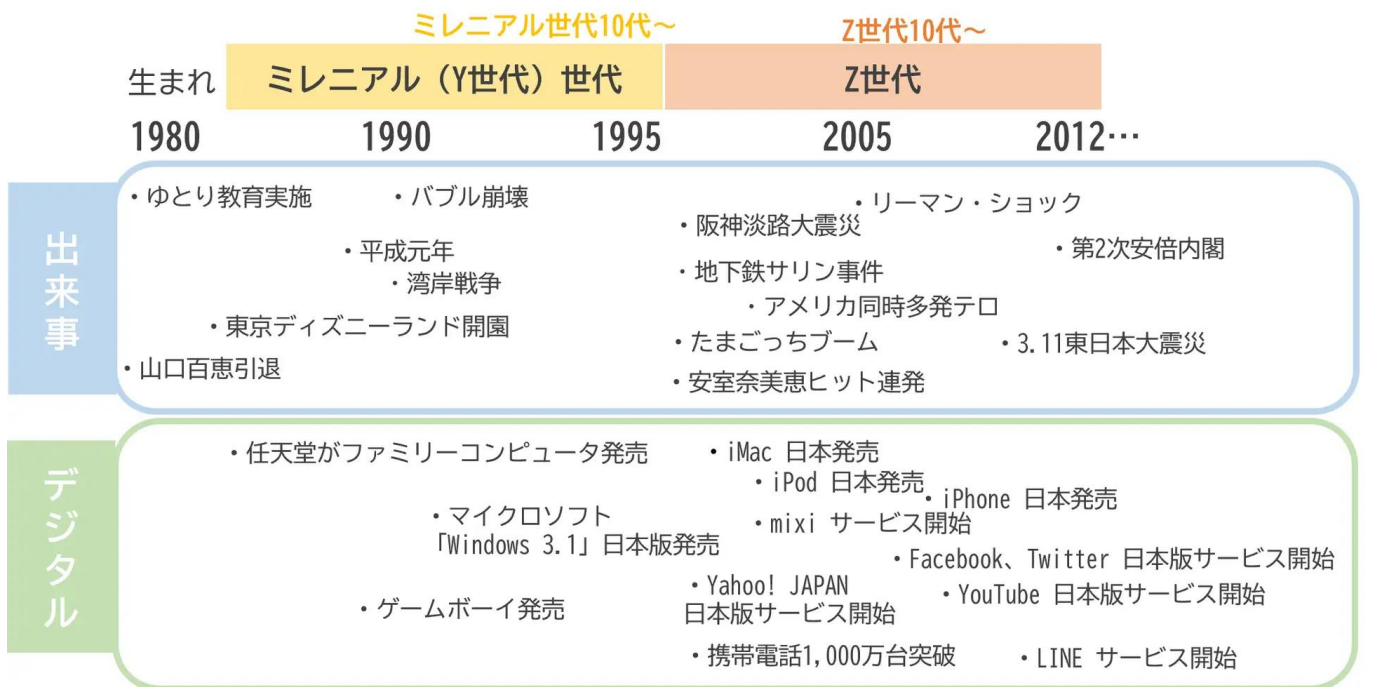 ミレニアル世代10代～
Z世代10代～
生まれ
ミレニアル（Y世代）世代
Z世代
1980
1990
1995
2005
2012…
出来事
・ゆとり教育実施
・バブル崩壊
・リーマン・ショック
・阪神淡路大震災
・平成元年
・第2次安倍内閣
・湾岸戦争
・地下鉄サリン事件
・アメリカ同時多発テロ
・東京ディズニーランド開園
・たまごっちブーム
・3.11東日本大震災
・山口百恵引退
・安室奈美恵ヒット連発
デジタル
・任天堂がファミリーコンピュータ発売
・iMac 日本発売
・iPod 日本発売
・iPhone 日本発売
・マイクロソフト
「Windows 3.1」日本版発売
・mixi サービス開始
・Facebook、Twitter 日本版サービス開始
・Yahoo! JAPAN
日本版サービス開始
・YouTube 日本版サービス開始
・ゲームボーイ発売
・携帯電話1,000万台突破
・LINE サービス開始